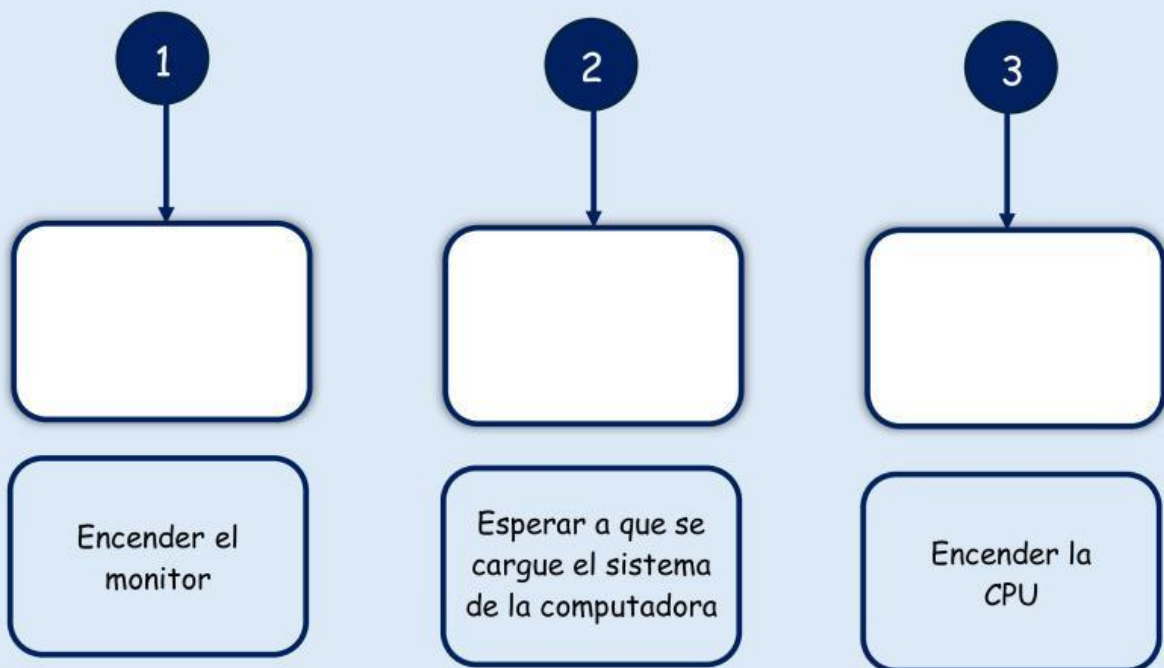 1
2
3
Encender el
monitor
Esperar a que se
cargue el sistema
de la computadora
Encender la
CPU